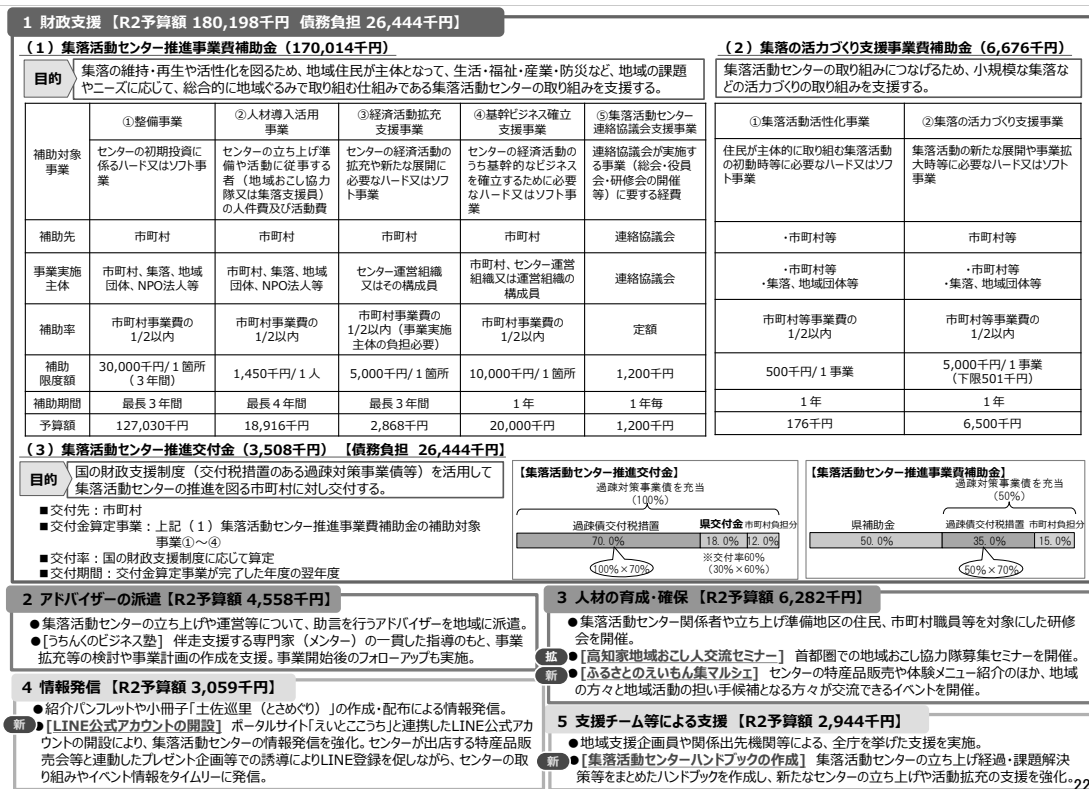 1 財政支援【R2予算額 180,198千円 債務負担 26,444千円】
(1)集落活動センター推進事業費補助金(170,014千円)
目的
集落の維持・再生や活性化を図るため、地域住民が主体となって、生活・福祉・産業・防災など、地域の課題
やニーズに応じて、総合的に地域ぐるみで取り組む仕組みである集落活動センターの取り組みを支援する。
補助対象
事業
①整備事業
②人材導入活用
事業
③経済活動拡充
支援事業
④基幹ビジネス確立
支援事業
⑤集落活動センター
連絡協議会支援事業
センターの初期投資に
係るハード又はソフト事
業
センターの立ち上げ準
備や活動に従事する
者(地域おこし協力
隊又は集落支援員)
の人件費及び活動費
センターの経済活動の
拡充や新たな展開に
必要なハード又はソフ
ト事業
センターの経済活動の
うち基幹的なビジネス
を確立するために必要
なハード又はソフト事
業
連絡協議会が実施す
る事業(総会・役員
会・研修会の開催
等)に要する経費
補助先
市町村
市町村
市町村
市町村
連絡協議会
事業実施
主体
市町村、集落、地域
団体、NPO法人等
市町村、集落、地域
団体、NPO法人等
センター運営組織
又はその構成員
市町村、センター運営
組織又は運営組織の
構成員
連絡協議会
補助率
市町村事業費の
1/2以内
市町村事業費の
1/2以内
市町村事業費の
1/2以内(事業実施
主体の負担必要)
市町村事業費の
1/2以内
定額
補助
限度額
30,000千円/1箇所
(3年間)
1,450千円/1人
5,000千円/1箇所
10,000千円/1箇所
1,200千円
補助期間
最長3年間
最長4年間
最長3年間
1年
1年毎
予算額
127,030千円
18,916千円
2,868千円
20,000千円
1,200千円
(2)集落の活力づくり支援事業費補助金(6,676千円)
集落活動センターの取り組みにつなげるため、小規模な集落な
どの活力づくりの取り組みを支援する。
①集落活動活性化事業
②集落の活力づくり支援事業
住民が主体的に取り組む集落活動
の初動時等に必要なハード又はソフ
ト事業
集落活動の新たな展開や事業拡
大時等に必要なハード又はソフト
事業
・市町村等
市町村等
・市町村等
・集落、地域団体等
・市町村等
・集落、地域団体等
市町村等事業費の
1/2以内
市町村等事業費の
1/2以内
500千円/1事業
5,000千円/1事業
(下限501千円)
1年
1年
176千円
6,500千円
(3)集落活動センター推進交付金(3,508千円) 【債務負担 26,444千円】
目的
国の財政支援制度(交付税措置のある過疎対策事業債等)を活用して
集落活動センターの推進を図る市町村に対し交付する。
■交付先:市町村
■交付金算定事業:上記(1)集落活動センター推進事業費補助金の補助対象
事業①~④
■交付率:国の財政支援制度に応じて算定
■交付期間:交付金算定事業が完了した年度の翌年度
【集落活動センター推進交付金】
過疎対策事業債を充当
(100%)
過疎債交付税措置 県交付金 市町村負担分
70.0% 18.0% 12.0%
100%×70%
※交付率60%
(30%×60%)
【集落活動センター推進事業費補助金】
過疎対策事業債を充当
(50%)
県補助金 過疎債交付税措置 市町村負担分
50.0% 35.0% 15.0%
50%×70%
2 アドバイザーの派遣【R2予算額 4,558千円】
●集落活動センターの立ち上げや運営等について、助言を行うアドバイザーを地域に派遣。
●[うちんくのビジネス塾] 伴走支援する専門家(メンター)の一貫した指導のもと、事業
拡充等の検討や事業計画の作成を支援。事業開始後のフォローアップも実施。
3 人材の育成・確保【R2予算額 6,282千円】
●集落活動センター関係者や立ち上げ準備地区の住民、市町村職員等を対象にした研修
会を開催。
拡 ●[高知家地域おこし人交流セミナー] 首都圏での地域おこし協力隊募集セミナーを開催。
新 ●[ふるさとのえいもん集マルシェ] センターの特産品販売や体験メニュー紹介のほか、地域
の方々と地域活動の担い手候補となる方々が交流できるイベントを開催。
4 情報発信【R2予算額 3,059千円】
●紹介パンフレットや小冊子「土佐巡里(とさめぐり)」の作成・配布による情報発信。
新 ●[LINE公式アカウントの開設] ポータルサイト「えいとここうち」と連携したLINE公式アカ
ウントの開設により、集落活動センターの情報発信を強化。センターが出店する特産品販
売会等と連動したプレゼント企画等での誘導によりLINE登録を促しながら、センターの取
り組みやイベント情報をタイムリーに発信。
5 支援チーム等による支援【R2予算額 2,944千円】
●地域支援企画員や関係出先機関等による、全庁を挙げた支援を実施。
新 ●[集落活動センターハンドブックの作成] 集落活動センターの立ち上げ経過・課題解決
策等をまとめたハンドブックを作成し、新たなセンターの立ち上げや活動拡充の支援を強化。
22